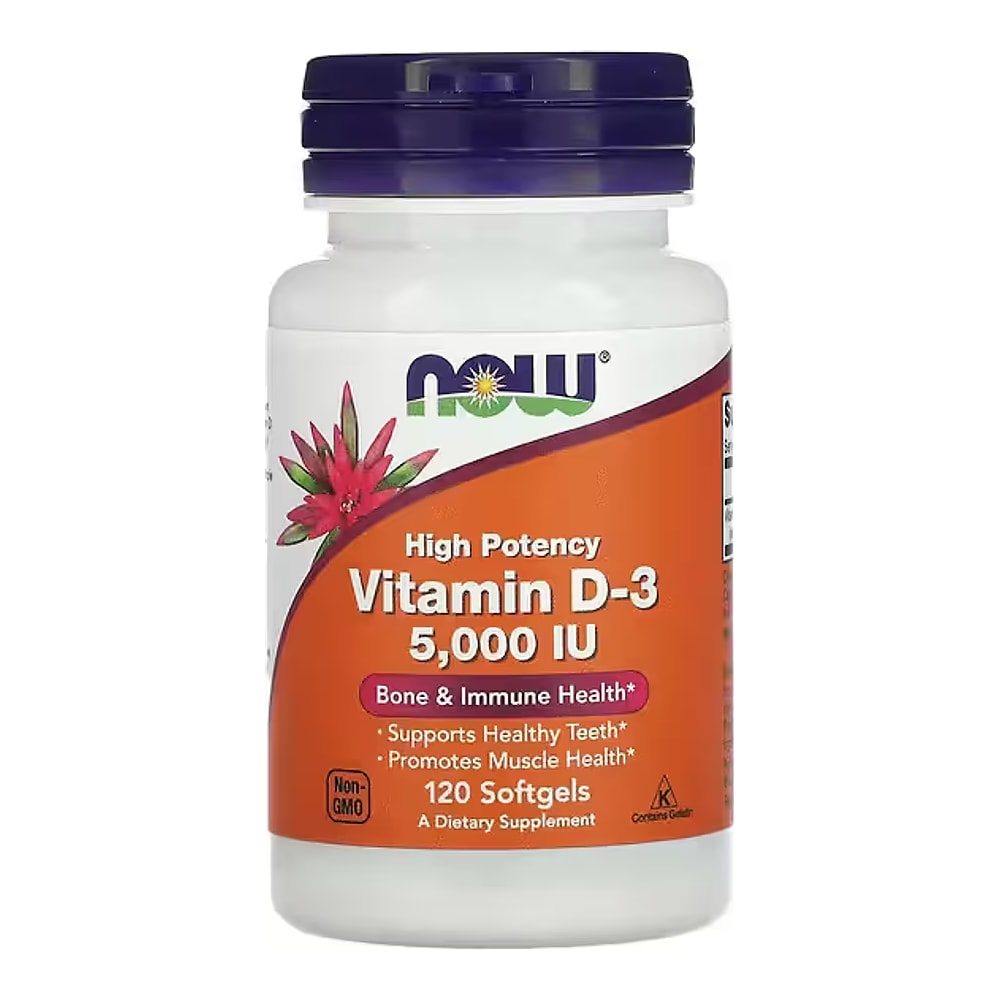 NOW®
High Potency
Vitamin D-3
5,000 IU
Bone & Immune Health*
• Supports Healthy Teeth*
• Promotes Muscle Health*
120 Softgels
A Dietary Supplement
Non-
GMO
K
Contains Gelatin